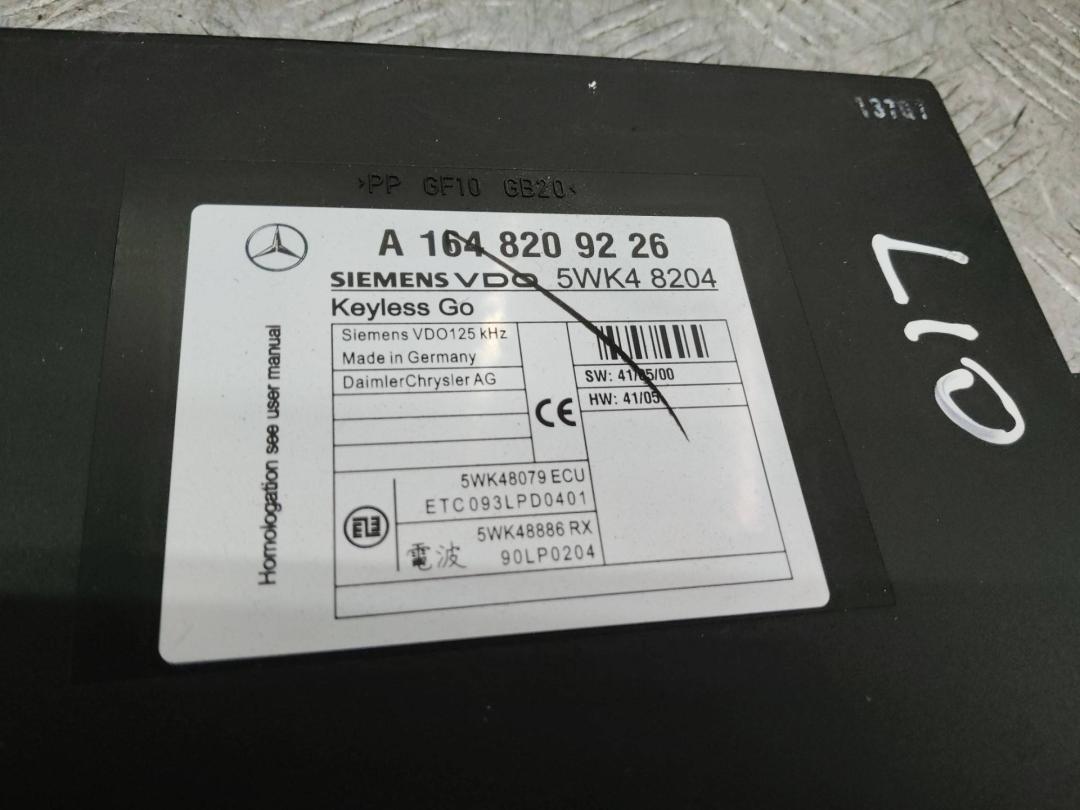 13701
>PP GF10 GB20<
L10
A 164 820 92 26
SIEMENS VDO 5WK4 8204
Keyless Go
Siemens VDO125 kHz
Made in Germany
DaimlerChrysler AG
CE
SW: 41/05/00
HW: 41/05
5WK48079 ECU
ETC093LPD0401
5WK48886 RX
電波 90LP0204
Homologation see user manual